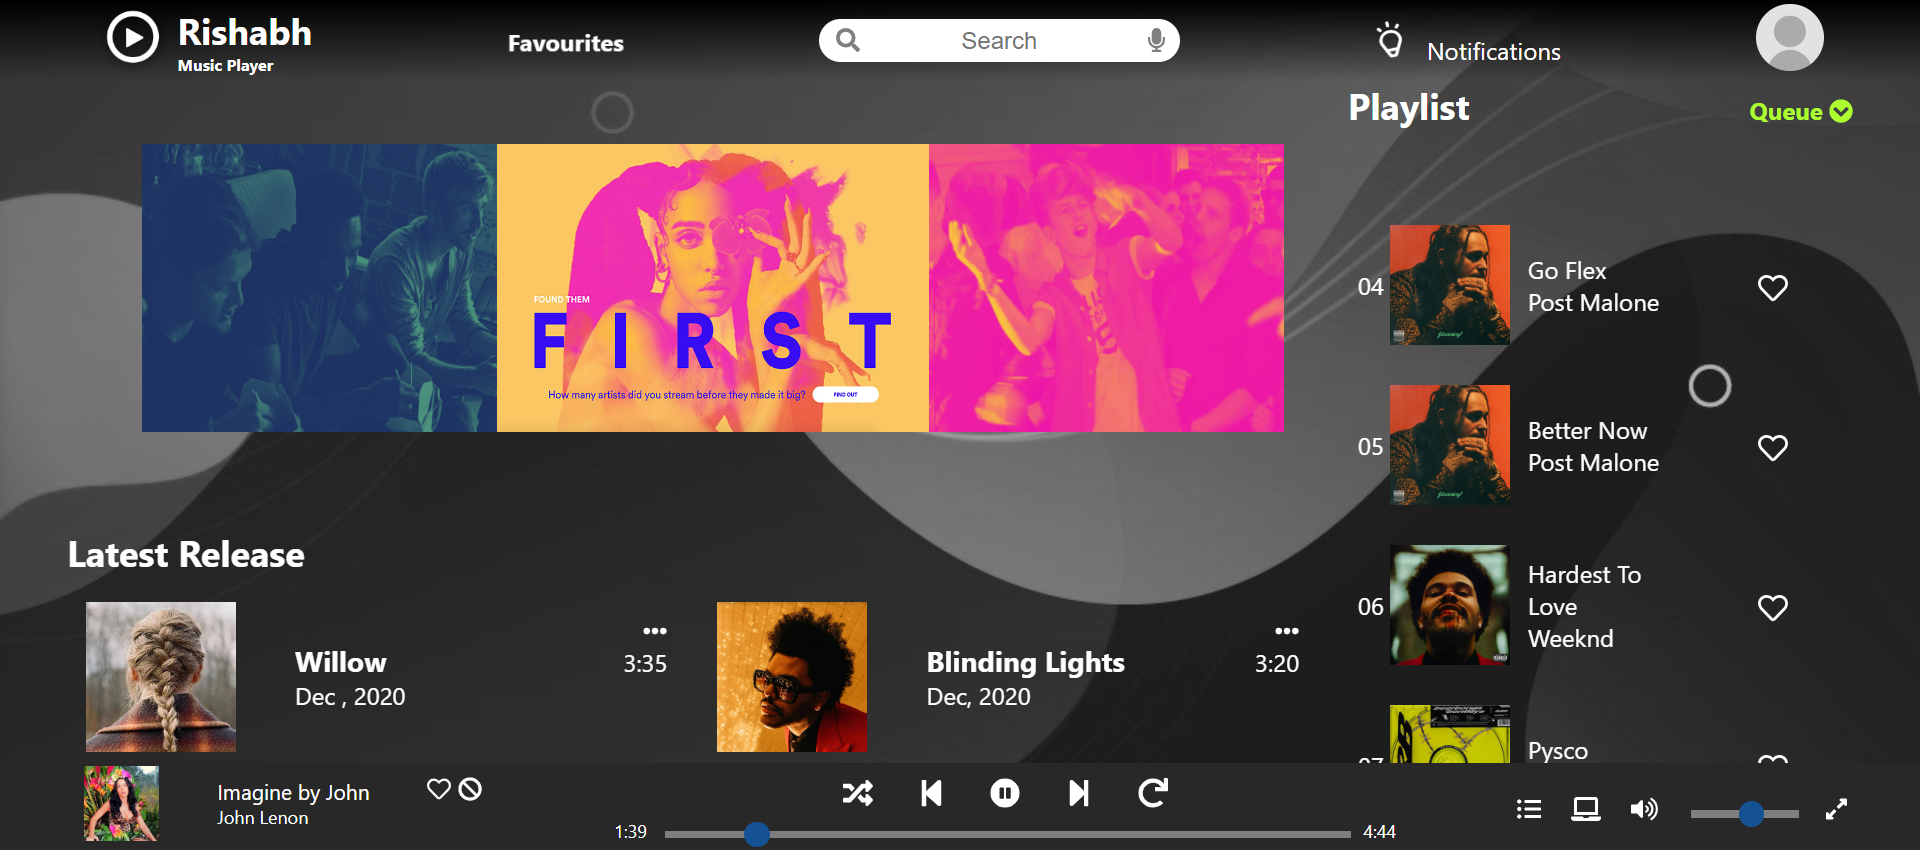 Rishabh
Music Player
Favourites
Search
Notifications
Playlist
Queue
FOUND THEM
FIRST
How many artists did you stream before they made it big?
FIND OUT
04
Go Flex
Post Malone
05
Better Now
Post Malone
06
Hardest To
Love
Weeknd
07
Pysco
Latest Release
Willow
Dec , 2020
3:35
Blinding Lights
Dec, 2020
3:20
Imagine by John
John Lenon
1:39
4:44